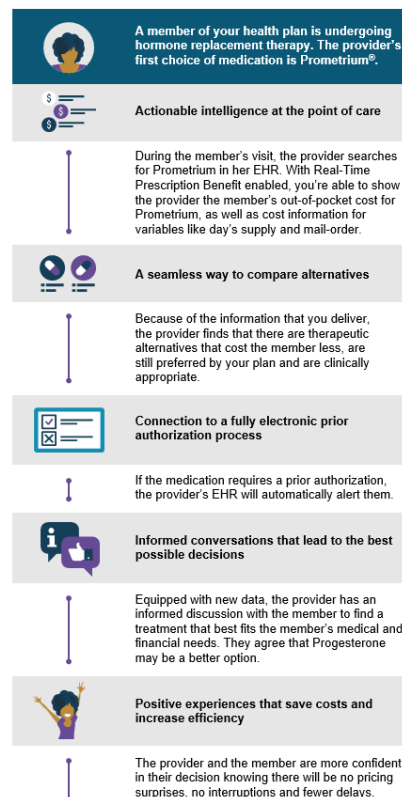 A member of your health plan is undergoing
hormone replacement therapy. The provider's
first choice of medication is Prometrium®.
$
$
$
Actionable intelligence at the point of care
During the member's visit, the provider searches
for Prometrium in her EHR. With Real-Time
Prescription Benefit enabled, you're able to show
the provider the member's out-of-pocket cost for
Prometrium, as well as cost information for
variables like day's supply and mail-order.
A seamless way to compare alternatives
Because of the information that you deliver,
the provider finds that there are therapeutic
alternatives that cost the member less, are
still preferred by your plan and are clinically
appropriate.
Connection to a fully electronic prior
authorization process
If the medication requires a prior authorization,
the provider's EHR will automatically alert them.
i
Informed conversations that lead to the best
possible decisions
Equipped with new data, the provider has an
informed discussion with the member to find a
treatment that best fits the member's medical and
financial needs. They agree that Progesterone
may be a better option.
Positive experiences that save costs and
increase efficiency
The provider and the member are more confident
in their decision knowing there will be no pricing
surprises, no interruptions and fewer delays.